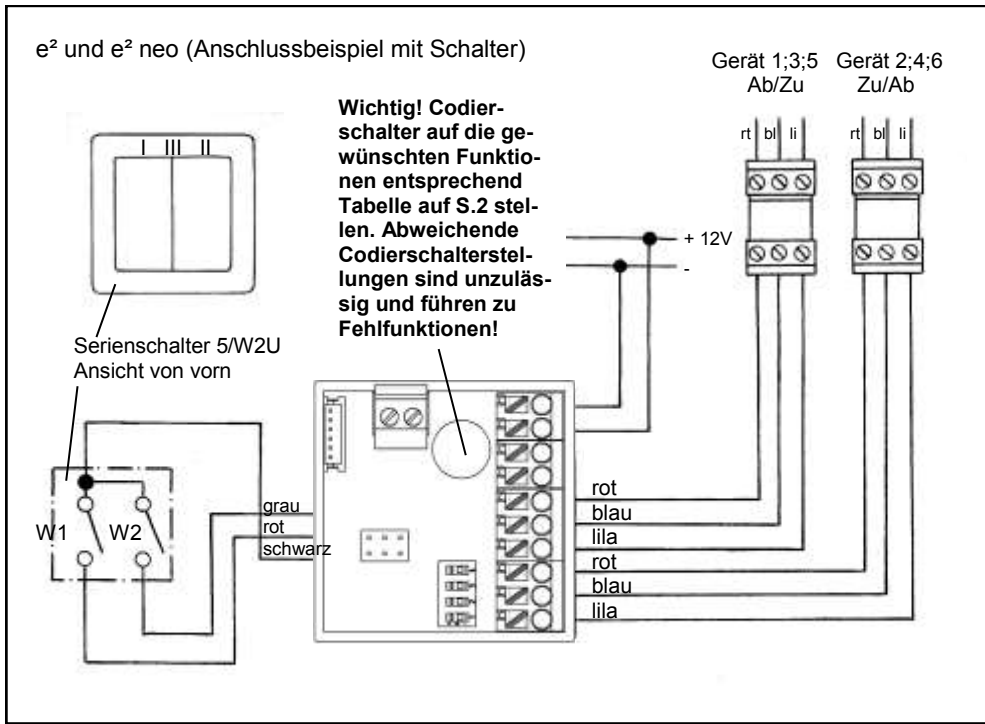 e² und e² neo (Anschlussbeispiel mit Schalter)
Gerät 1;3;5
Ab/Zu
Gerät 2;4;6
Zu/Ab
rt bl li
rt bl li
I III II
Wichtig! Codier-
schalter auf die ge-
wünschten Funktio-
nen entsprechend
Tabelle auf S.2 stel-
len. Abweichende
Codierschalterstel-
lungen sind unzuläs-
sig und führen zu
Fehlfunktionen!
+ 12V
-
Serienschalter 5/W2U
Ansicht von vorn
W1 W2
grau
rot
schwarz
rot
blau
lila
rot
blau
lila